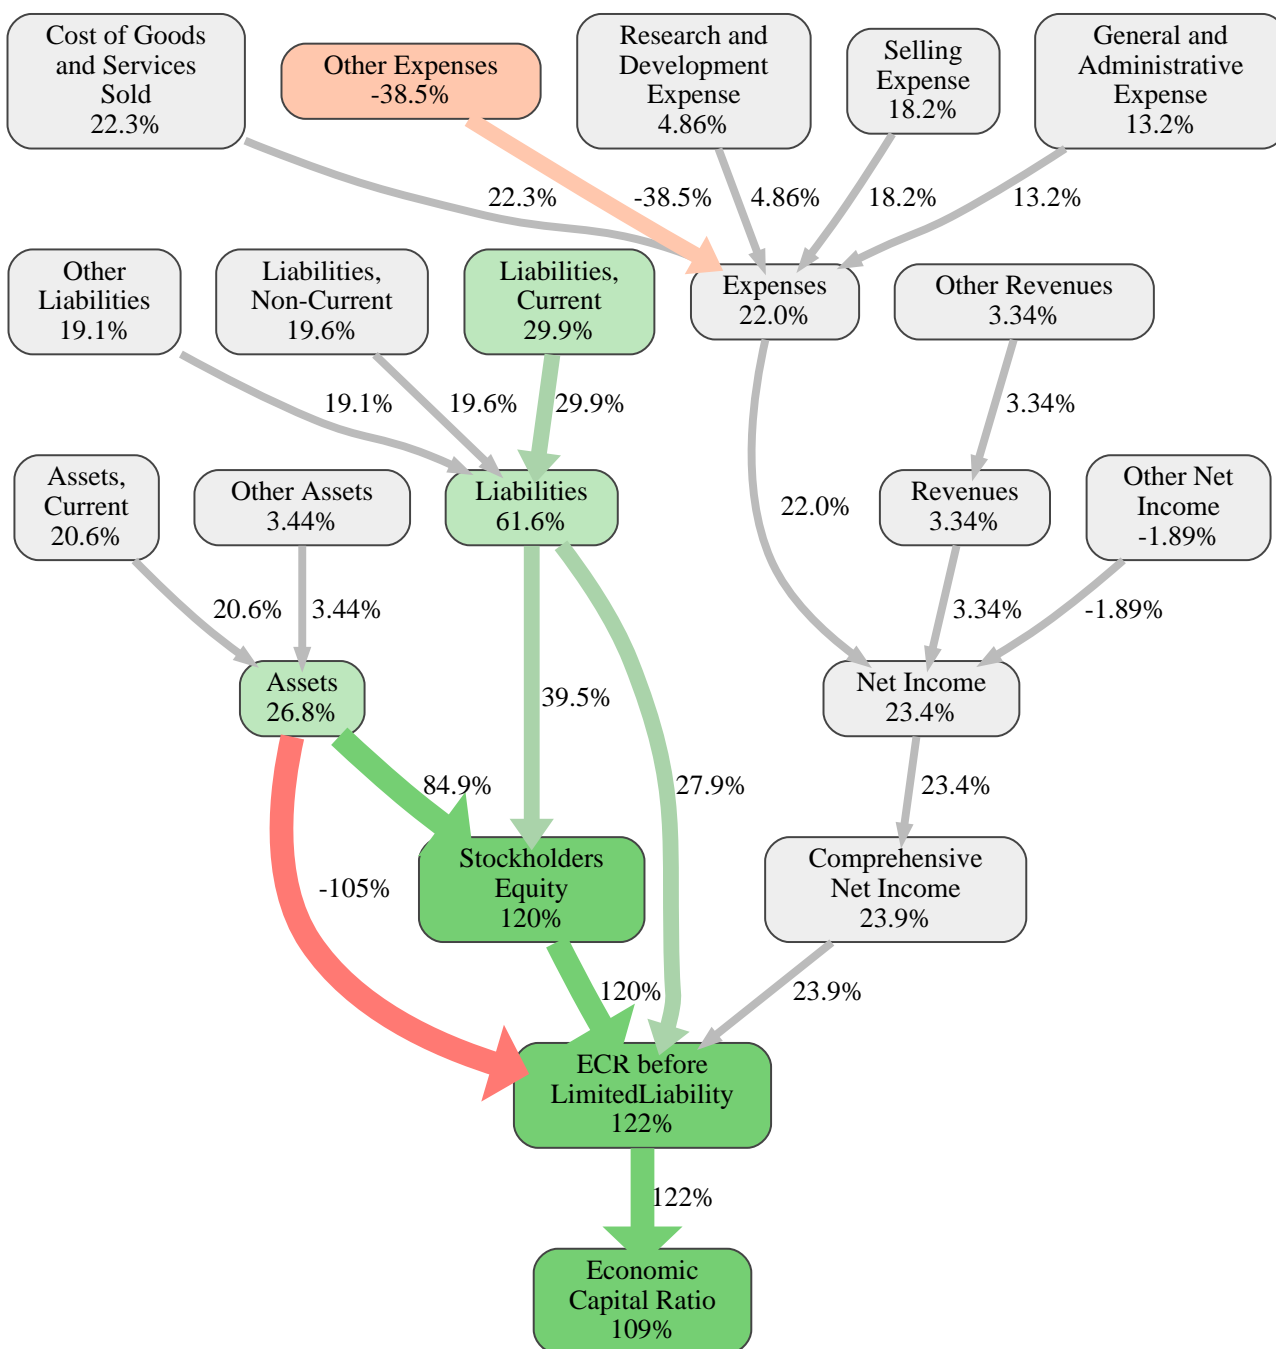 Cost of Goods
and Services
Sold
22.3%
Other Expenses
-38.5%
Research and
Development
Expense
4.86%
Selling
Expense
18.2%
General and
Administrative
Expense
13.2%
22.3%
-38.5%
4.86%
18.2%
13.2%
Other
Liabilities
19.1%
Liabilities,
Non-Current
19.6%
Liabilities,
Current
29.9%
Expenses
22.0%
Other Revenues
3.34%
19.1%
19.6%
29.9%
3.34%
Assets,
Current
20.6%
Other Assets
3.44%
Liabilities
61.6%
22.0%
Revenues
3.34%
Other Net
Income
-1.89%
20.6%
3.44%
3.34%
-1.89%
Assets
26.8%
39.5%
Net Income
23.4%
84.9%
27.9%
23.4%
-105%
Stockholders
Equity
120%
Comprehensive
Net Income
23.9%
120%
23.9%
ECR before
LimitedLiability
122%
122%
Economic
Capital Ratio
109%